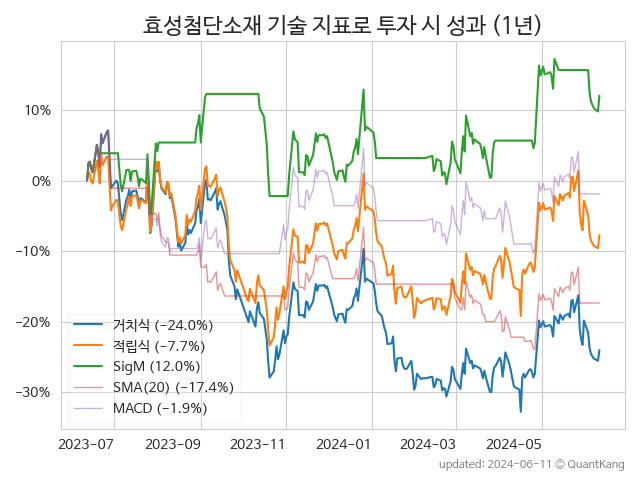 효성첨단소재 기술 지표로 투자 시 성과 (1년)
10%
0%
−10%
−20%
−30%
거치식 (−24.0%)
적립식 (−7.7%)
SigM (12.0%)
SMA(20) (−17.4%)
MACD (−1.9%)
2023-07
2023-09
2023-11
2024-01
2024-03
2024-05
updated: 2024-06-11 © QuantKang